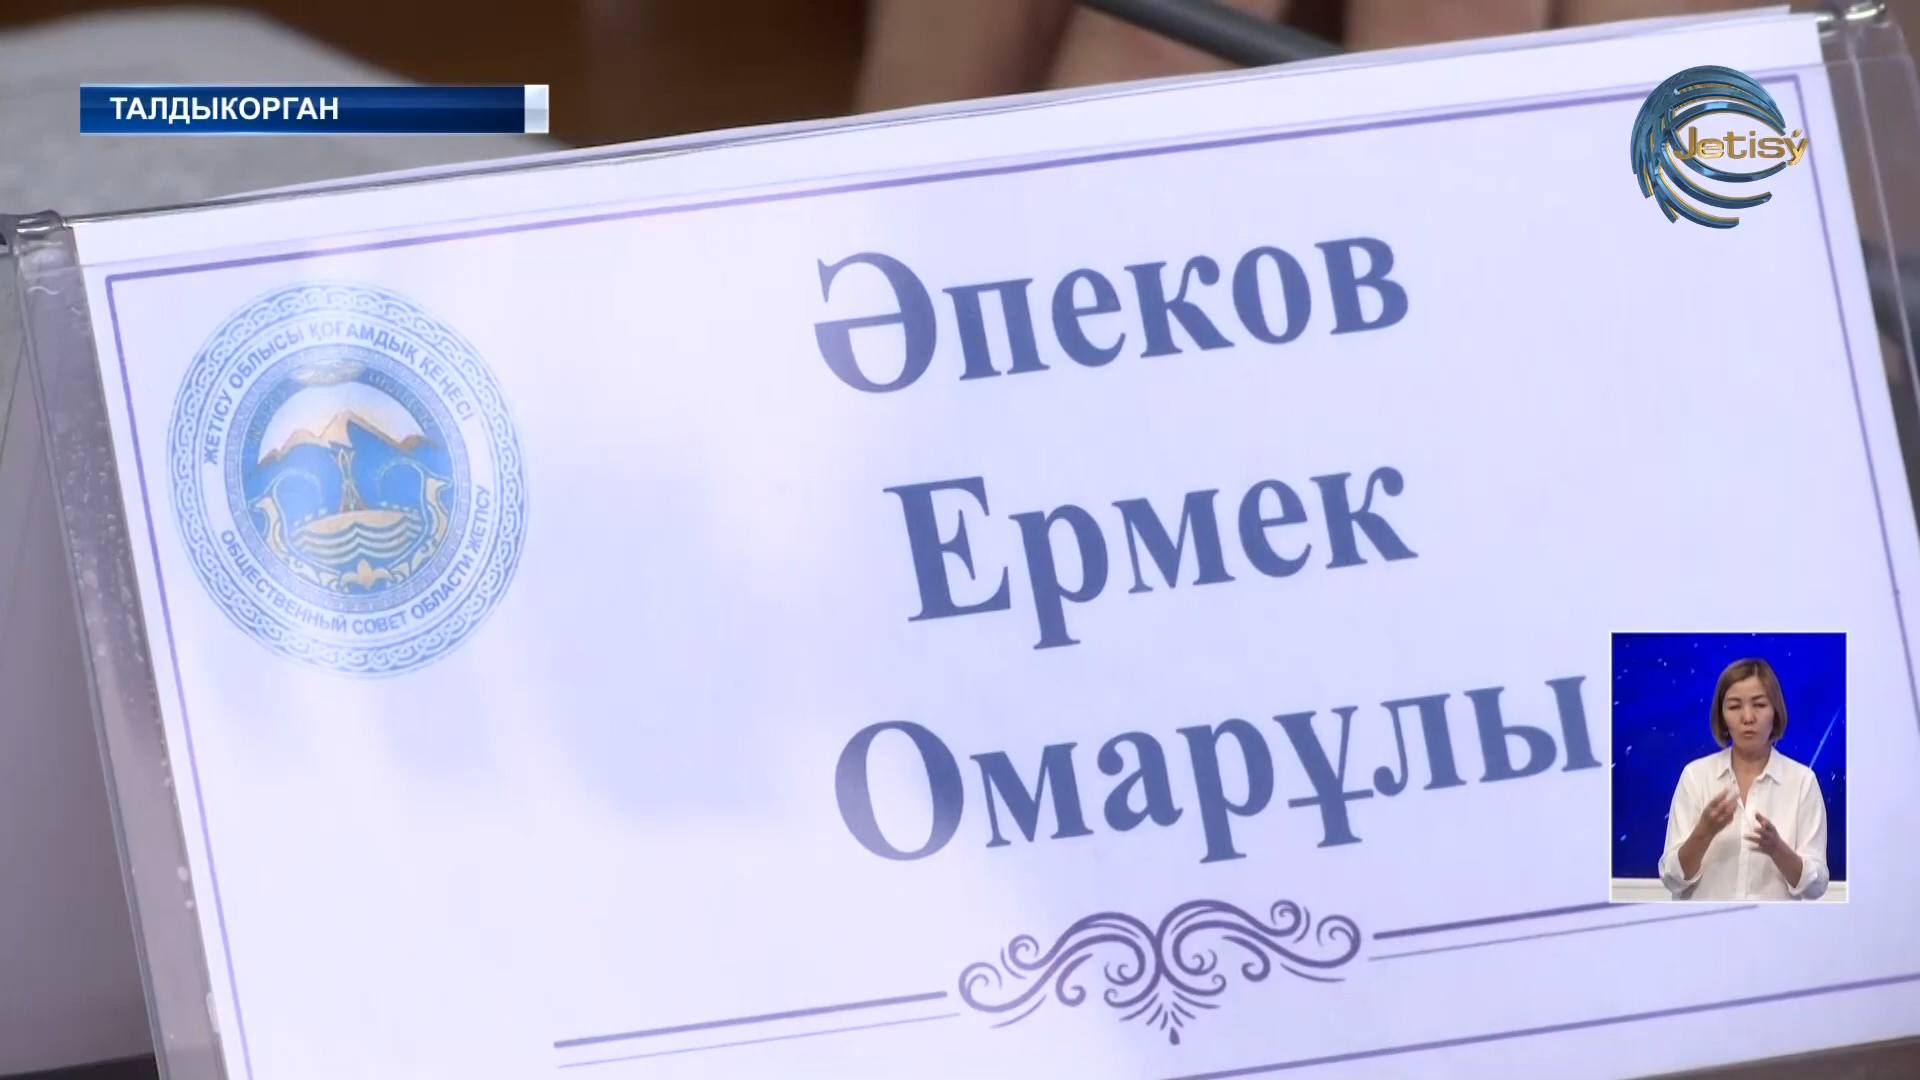 ТАЛДЫКОРГАН
Jetisý
Әпеков
Ермек
Омарұлы
ЖЕТІСУ ОБЛЫСЫ ҚОҒАМДЫҚ КЕҢЕСІ
ОБЩЕСТВЕННЫЙ СОВЕТ ОБЛАСТИ ЖЕТІСУ